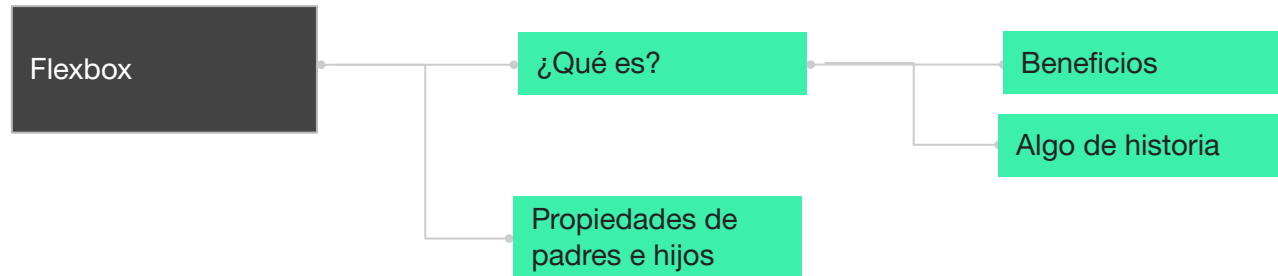 Flexbox
¿Qué es?
Beneficios
Algo de historia
Propiedades de
padres e hijos